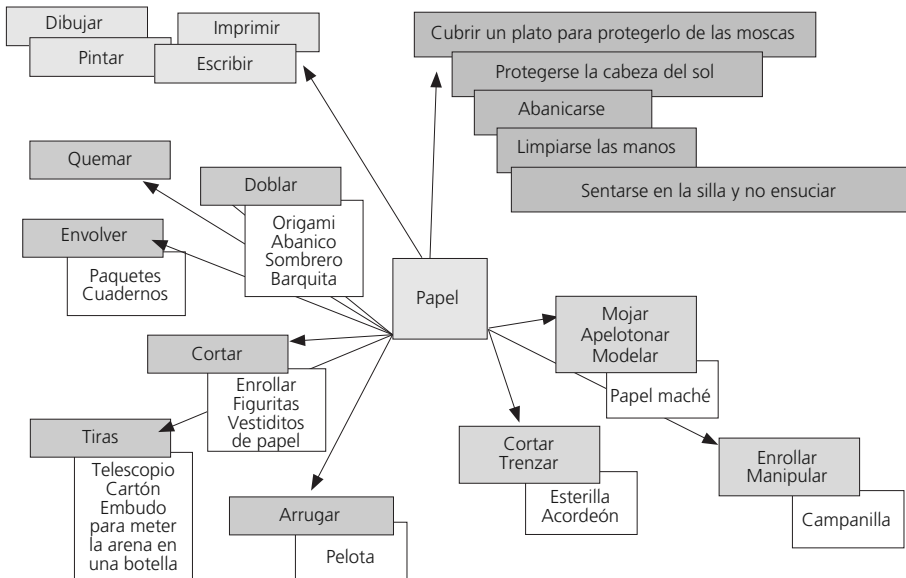 Dibujar
Imprimir
Pintar
Escribir
Cubrir un plato para protegerlo de las moscas
Protegerse la cabeza del sol
Abanicarse
Limpiarse las manos
Sentarse en la silla y no ensuciar
Quemar
Doblar
Origami
Abanico
Sombrero
Barquita
Envolver
Paquetes
Cuadernos
Papel
Mojar
Apelotonar
Modelar
Papel maché
Cortar
Enrollar
Figuritas
Vestiditos
de papel
Tiras
Telescopio
Cartón
Embudo
para meter
la arena en
una botella
Arrugar
Pelota
Cortar
Trenzar
Esterilla
Acordeón
Enrollar
Manipular
Campanilla